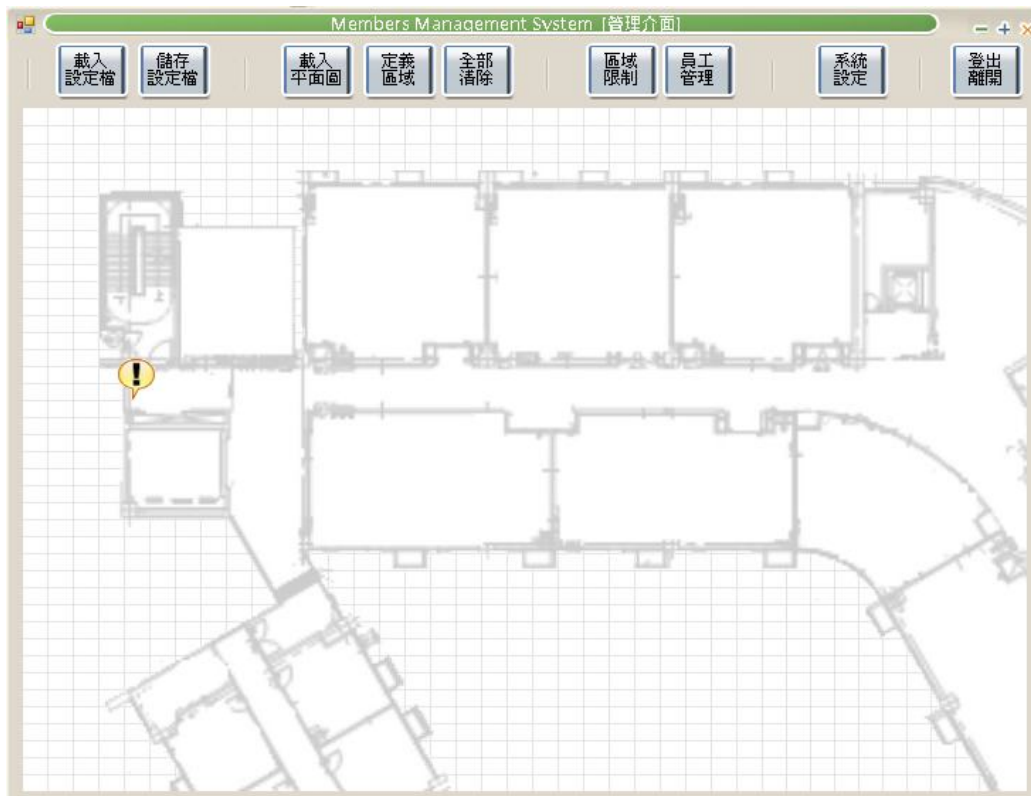 Members Management System [管理介面]
載入
設定檔
儲存
設定檔
載入
平面圖
定義
區域
全部
清除
區域
限制
員工
管理
系統
設定
登出
離開
下
上